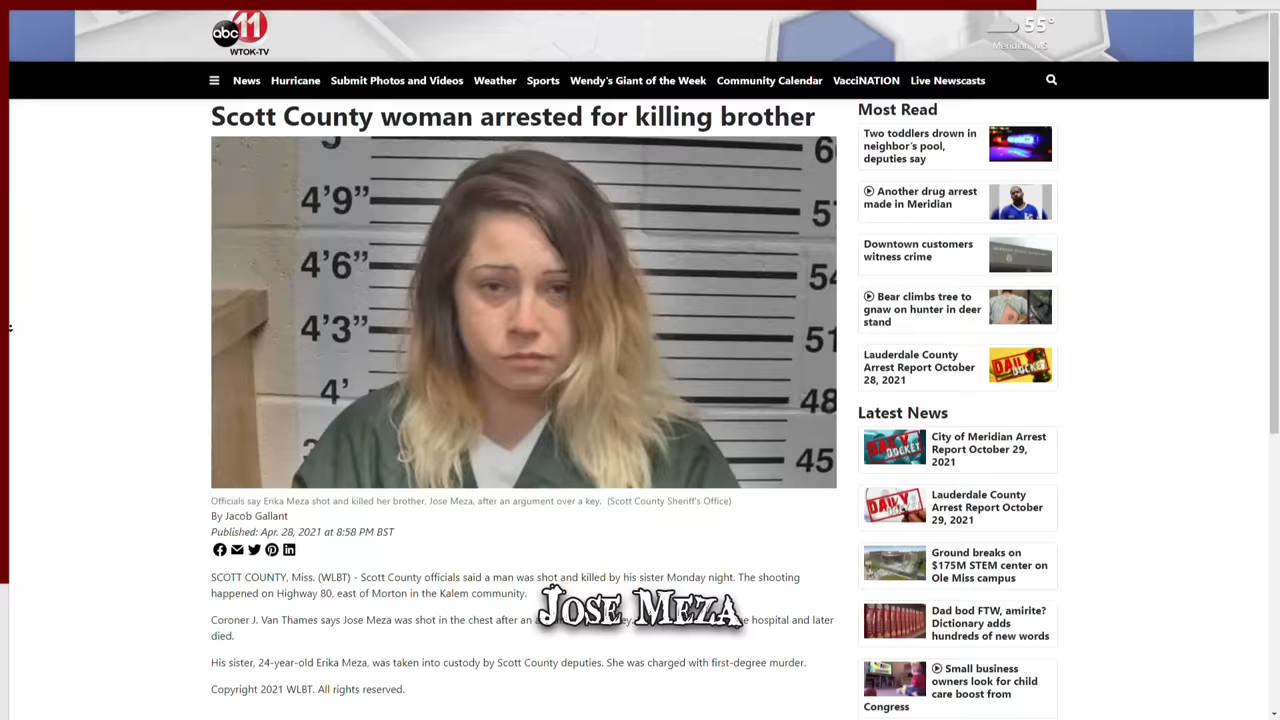 abc 11
WTOK-TV
55°
Meridian, MS
News Hurricane Submit Photos and Videos Weather Sports Wendy's Giant of the Week Community Calendar VacciNATION Live Newscasts
Scott County woman arrested for killing brother
5
6
4'9"
57
4'6"
54
4'3"
51
4'
48
45
Officials say Erika Meza shot and killed her brother, Jose Meza, after an argument over a key. (Scott County Sheriff's Office)
By Jacob Gallant
Published: Apr. 28, 2021 at 8:58 PM BST
SCOTT COUNTY, Miss. (WLBT) - Scott County officials said a man was shot and killed by his sister Monday night. The shooting
happened on Highway 80, east of Morton in the Kalem community.
Coroner J. Van Thames says Jose Meza was shot in the chest after an hospital and later
died.
Jose Meza
His sister, 24-year-old Erika Meza, was taken into custody by Scott County deputies. She was charged with first-degree murder.
Copyright 2021 WLBT. All rights reserved.
Most Read
Two toddlers drown in
neighbor's pool,
deputies say
Another drug arrest
made in Meridian
Downtown customers
witness crime
Bear climbs tree to
gnaw on hunter in deer
stand
Lauderdale County
Arrest Report October
28, 2021
DAILY
DOCKET
Latest News
City of Meridian Arrest
Report October 29,
2021
DAILY
DOCKET
Lauderdale County
Arrest Report October
29, 2021
DAILY
DOCKET
Ground breaks on
$175M STEM center on
Ole Miss campus
Dad bod FTW, amirite?
Dictionary adds
hundreds of new words
Small business
owners look for child
care boost from
Congress